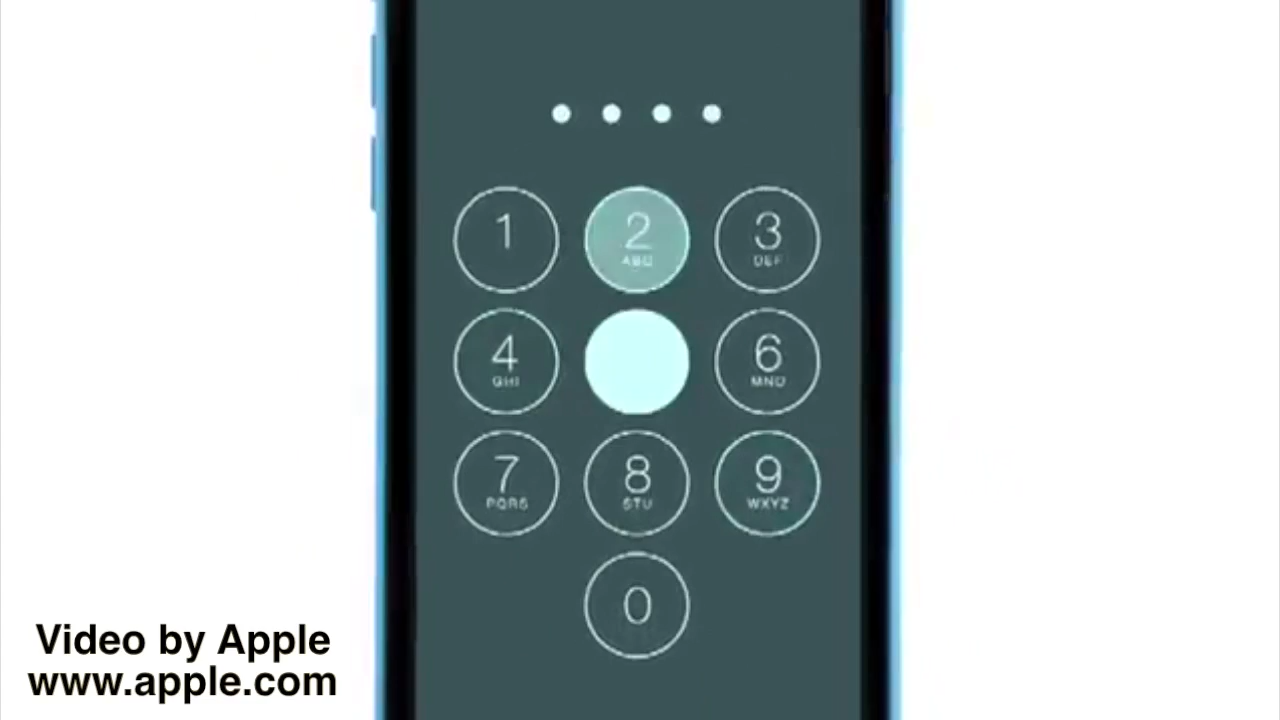 1 2 3
ABC DEF
4 6
GHI MNO
7 8 9
PQRS STU WXYZ
0
Video by Apple
www.apple.com